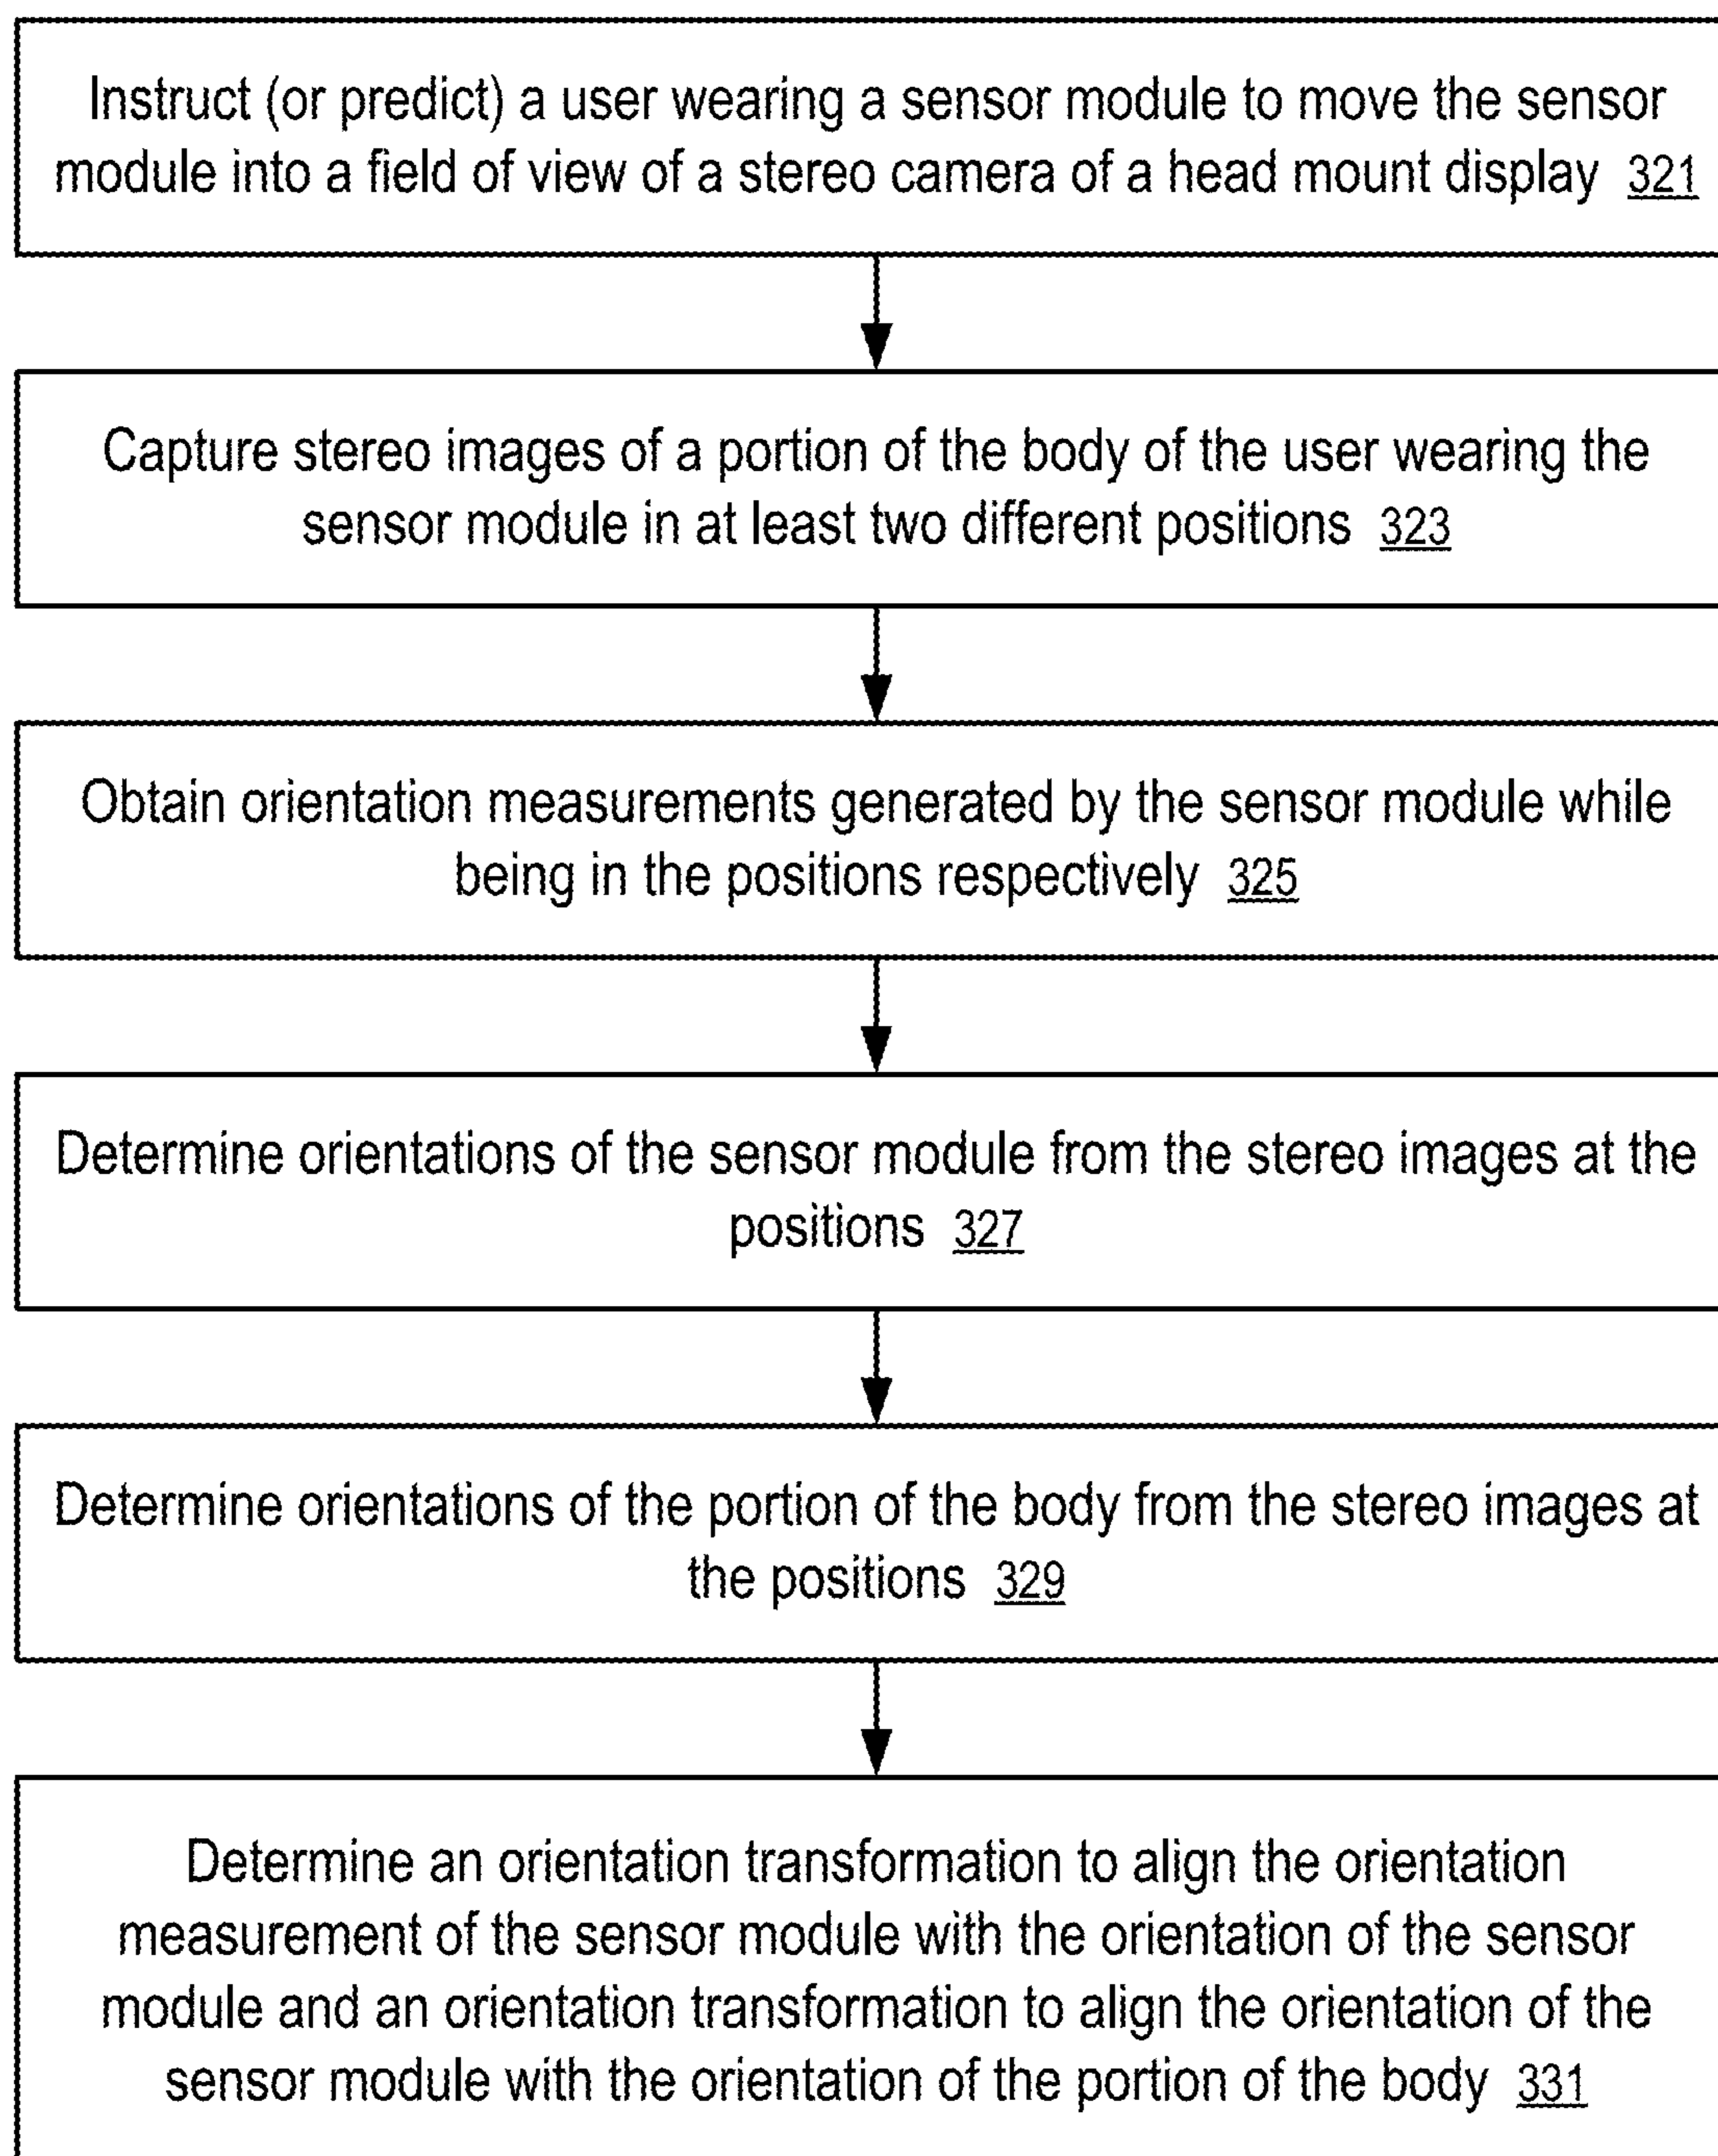 Instruct (or predict) a user wearing a sensor module to move the sensor
module into a field of view of a stereo camera of a head mount display 321
Capture stereo images of a portion of the body of the user wearing the
sensor module in at least two different positions 323
Obtain orientation measurements generated by the sensor module while
being in the positions respectively 325
Determine orientations of the sensor module from the stereo images at the
positions 327
Determine orientations of the portion of the body from the stereo images at
the positions 329
Determine an orientation transformation to align the orientation
measurement of the sensor module with the orientation of the sensor
module and an orientation transformation to align the orientation of the
sensor module with the orientation of the portion of the body 331